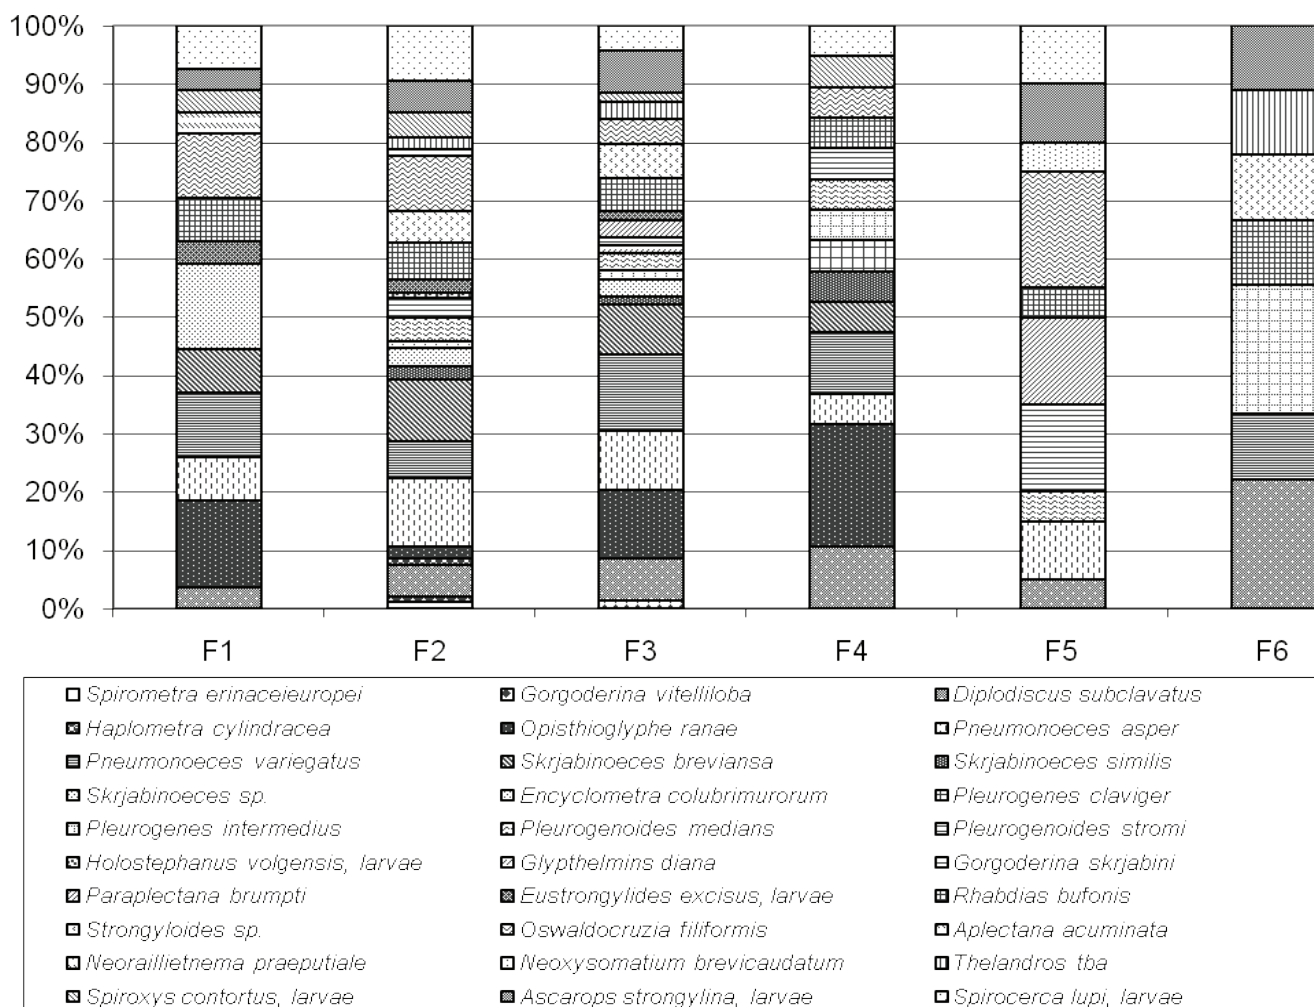 100%
90%
80%
70%
60%
50%
40%
30%
20%
10%
0%
F1 F2 F3 F4 F5 F6
Spirometra erinaceieuropei Gorgoderina vitelliloba Diplodiscus subclavatus
Haplometra cylindracea Opisthioglyphe ranae Pneumonoeces asper
Pneumonoeces variegatus Skrjabinoeces breviansa Skrjabinoeces similis
Skrjabinoeces sp. Encyclometra colubrimurorum Pleurogenes claviger
Pleurogenes intermedius Pleurogenoides medians Pleurogenoides stromi
Holostephanus volgensis, larvae Glypthelmins diana Gorgoderina skrjabini
Paraplectana brumpti Eustrongylides excisus, larvae Rhabdias bufonis
Strongyloides sp. Oswaldocruzia filiformis Aplectana acuminata
Neoraillietnema praeputiale Neoxysomatium brevicaudatum Thelandros tba
Spiroxys contortus, larvae Ascarops strongylina, larvae Spirocerca lupi, larvae